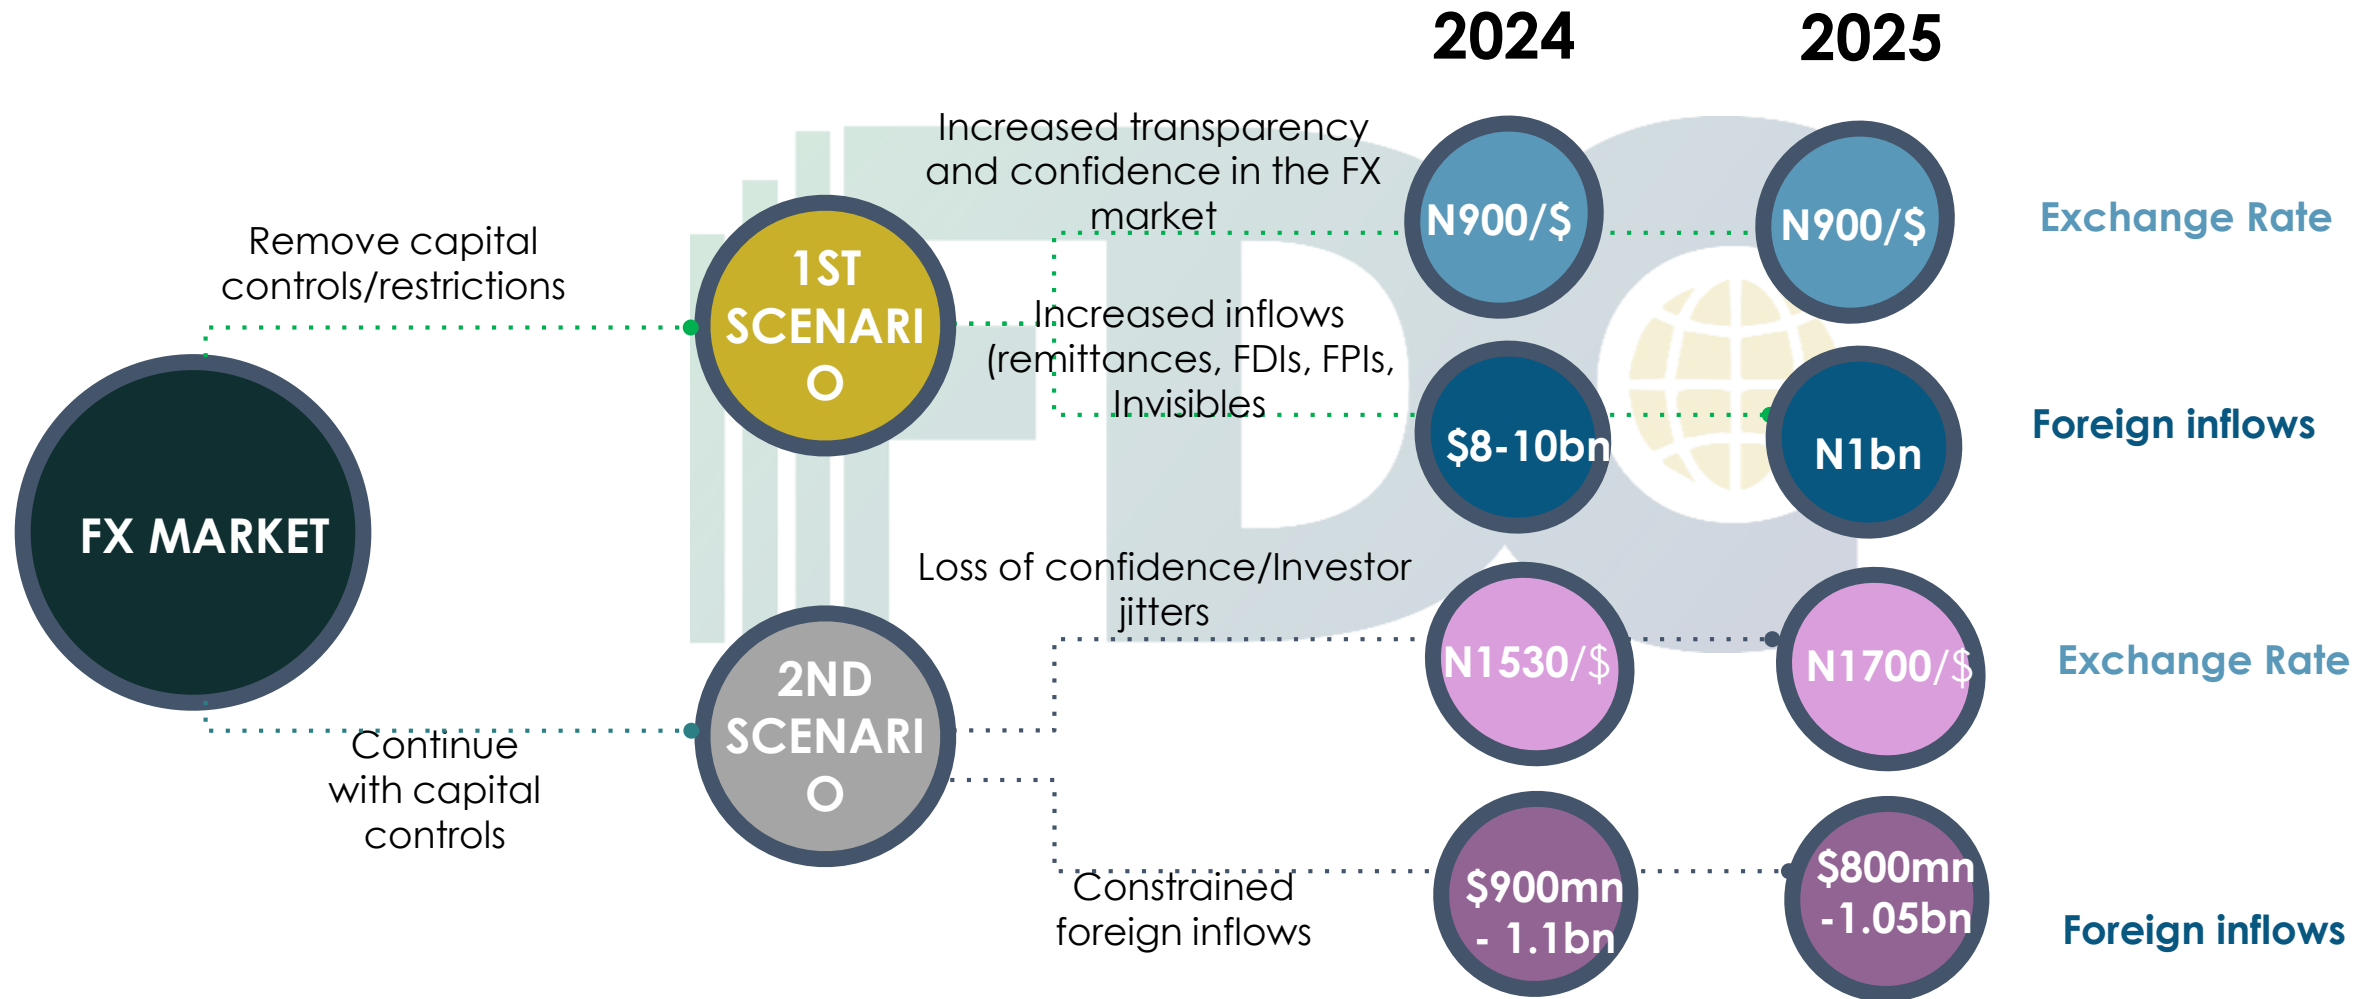 2024
2025
Increased transparency
and confidence in the FX
market
N900/$
N900/$
Exchange Rate
Remove capital
controls/restrictions
1ST
SCENARI
O
Increased inflows
(remittances, FDIs, FPIs,
Invisibles
$8-10bn
N1bn
Foreign inflows
FX MARKET
Loss of confidence/Investor
jitters
N1530/$
N1700/$
Exchange Rate
2ND
SCENARI
O
Continue
with capital
controls
Constrained
foreign inflows
$900mn
- 1.1bn
$800mn
-1.05bn
Foreign inflows
FDC